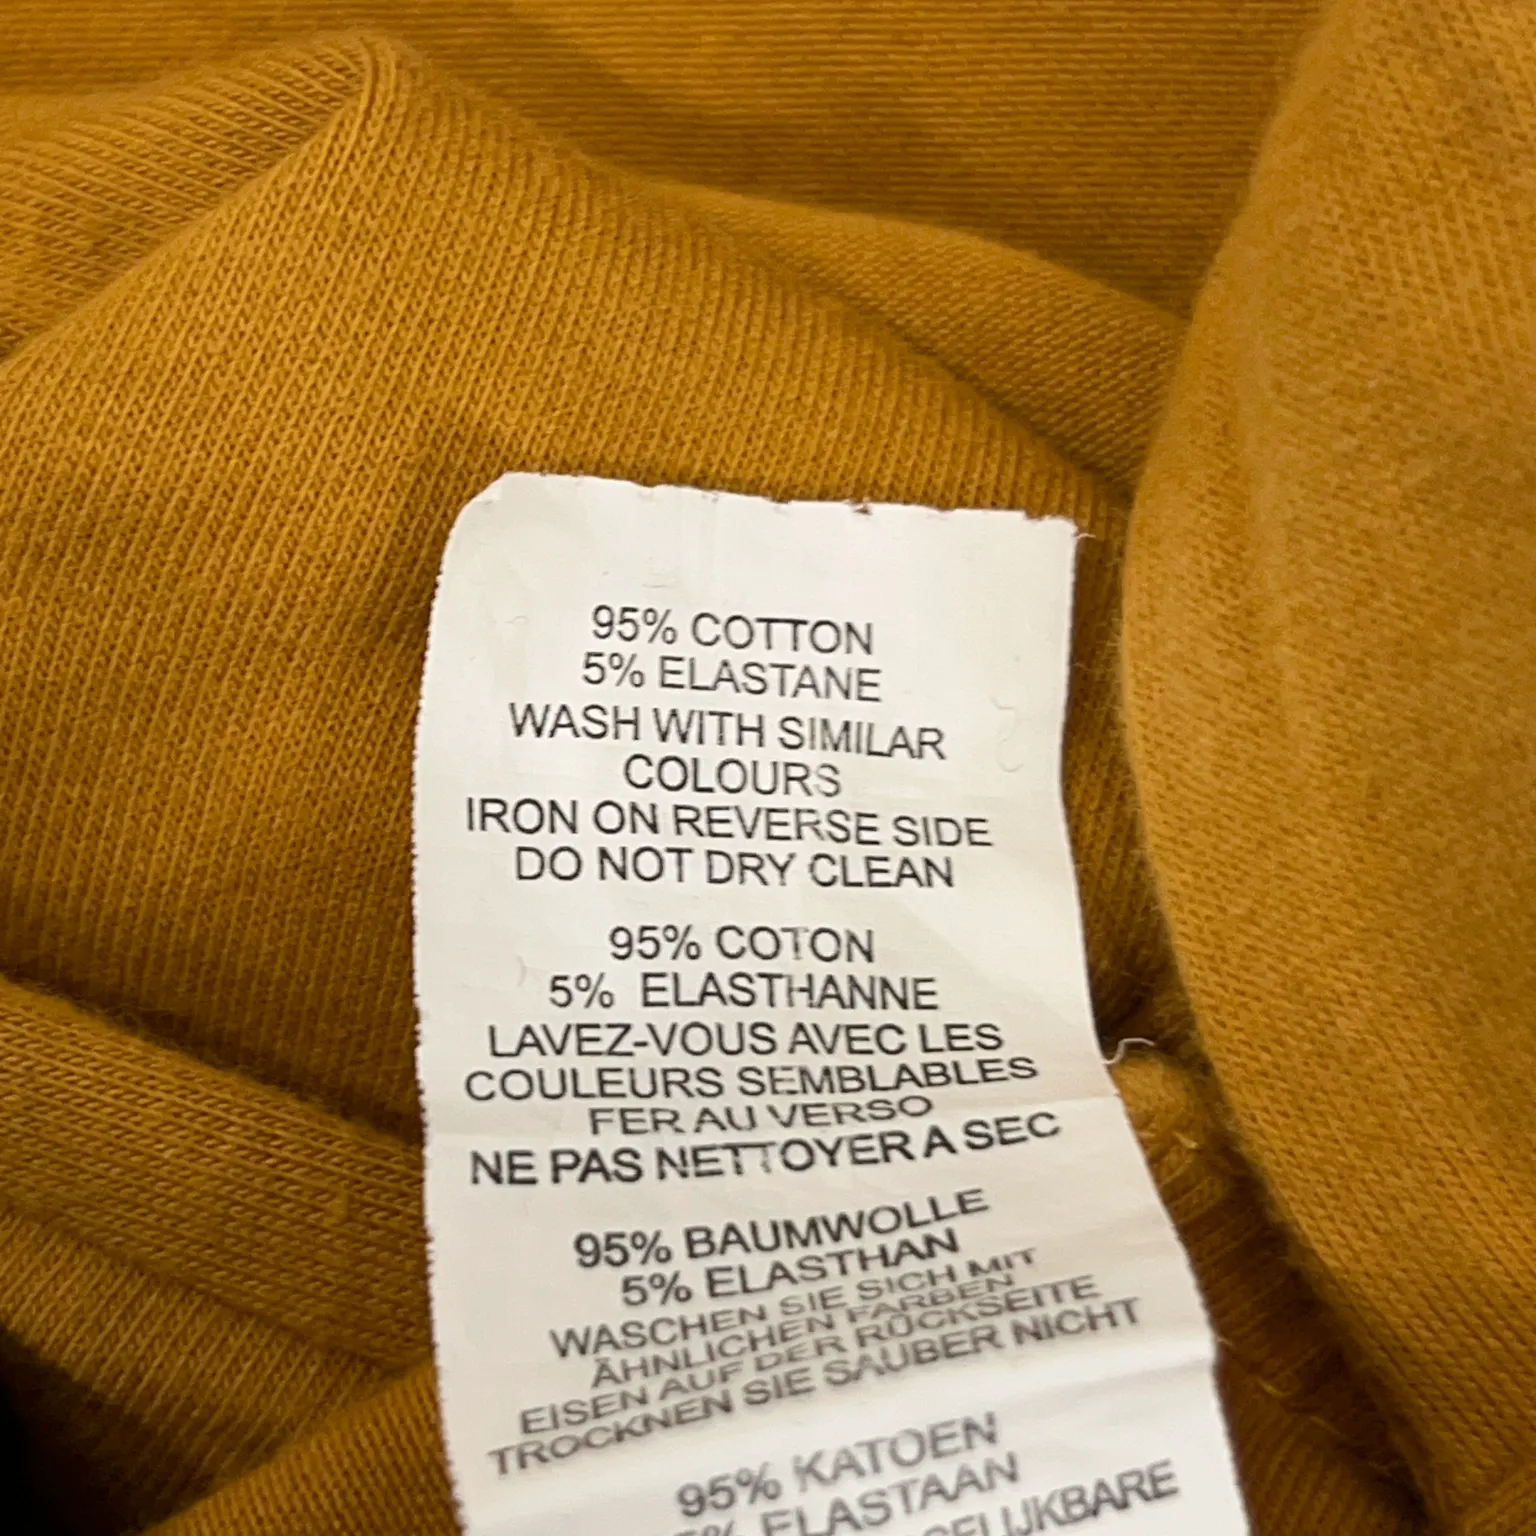 95% COTTON
5% ELASTANE
WASH WITH SIMILAR
COLOURS
IRON ON REVERSE SIDE
DO NOT DRY CLEAN
95% COTON
5% ELASTHANNE
LAVEZ-VOUS AVEC LES
COULEURS SEMBLABLES
FER AU VERSO
NE PAS NETTOYER A SEC
95% BAUMWOLLE
5% ELASTHAN
WASCHEN SIE SICH MIT
ÄHNLICHEN FARBEN
EISEN AUF DER RÜCKSEITE
TROCKNEN SIE SAUBER NICHT
95% KATOEN
5% ELASTAAN